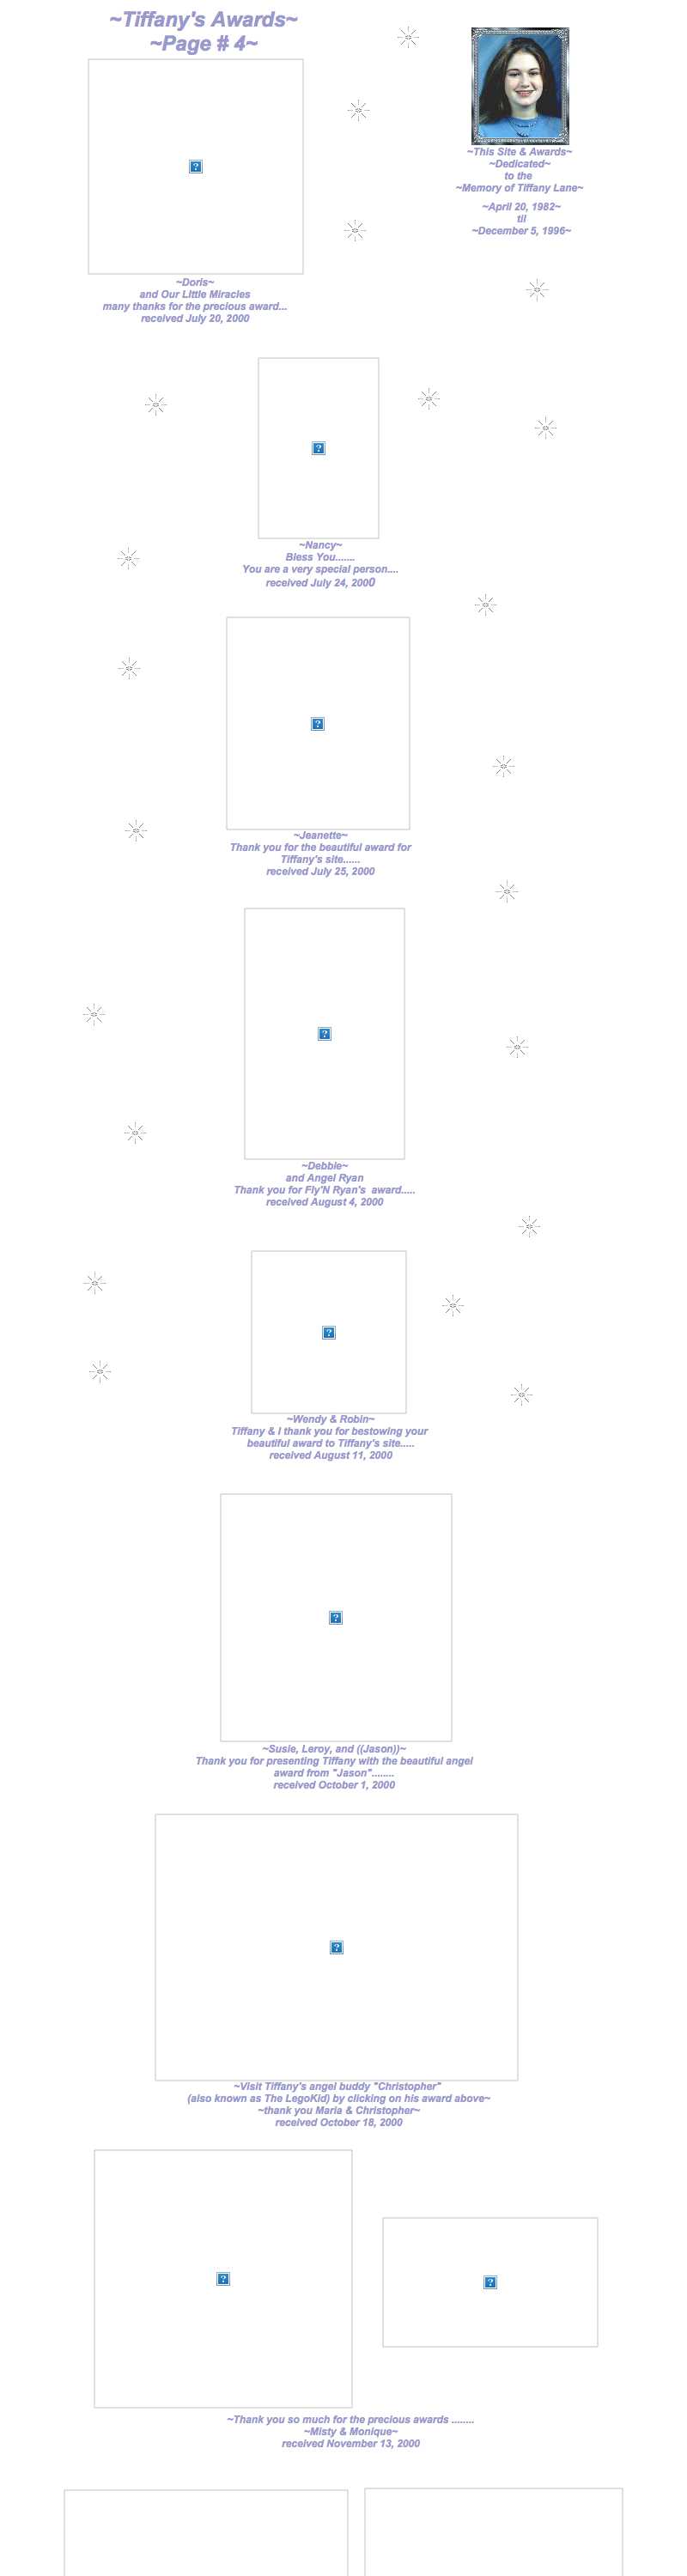 ~Tiffany's Awards~
~Page # 4~
~This Site & Awards~
~Dedicated~
to the
~Memory of Tiffany Lane~
~April 20, 1982~
til
~December 5, 1996~
~Doris~
and Our Little Miracles
many thanks for the precious award...
received July 20, 2000
~Nancy~
Bless You.......
You are a very special person....
received July 24, 2000
~Jeanette~
Thank you for the beautiful award for
Tiffany's site......
received July 25, 2000
~Debbie~
and Angel Ryan
Thank you for Fly'N Ryan's  award.....
received August 4, 2000
~Wendy & Robin~
Tiffany & I thank you for bestowing your
beautiful award to Tiffany's site.....
received August 11, 2000
~Susie, Leroy, and ((Jason))~
Thank you for presenting Tiffany with the beautiful angel
award from "Jason"........
received October 1, 2000
~Visit Tiffany's angel buddy "Christopher"
(also known as The LegoKid) by clicking on his award above~
~thank you Maria & Christopher~
received October 18, 2000
~Thank you so much for the precious awards ........
~Misty & Monique~
received November 13, 2000